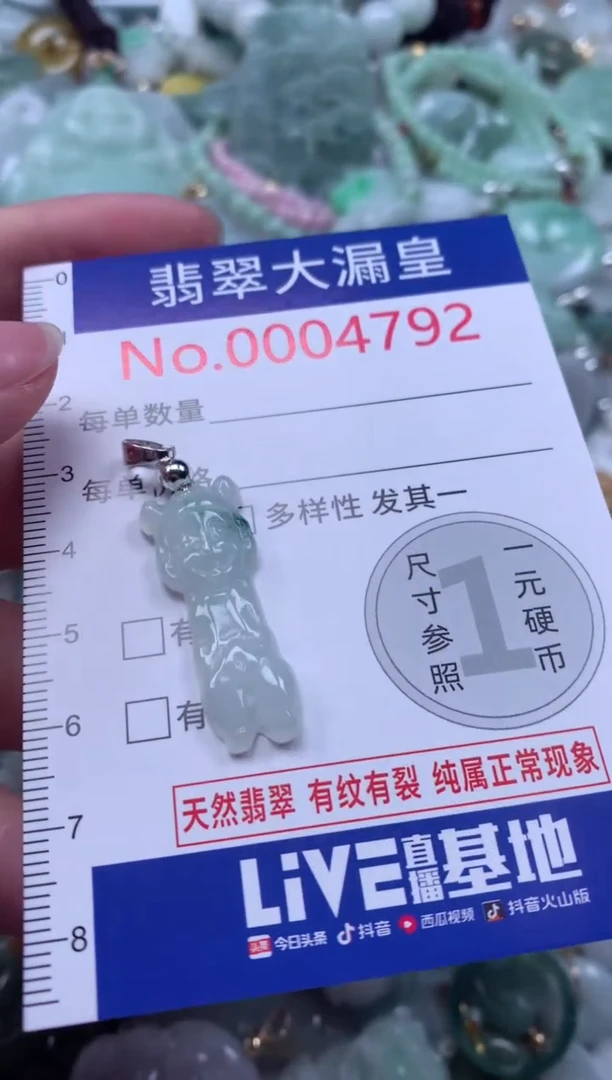 翡翠大漏皇
No.0004792
每单数量
每单 格
多样性 发其一
尺寸参照
1
一元硬币
有
有
天然翡翠 有纹有裂 纯属正常现象
LiVE直播基地
头条 今日头条 抖音 西瓜视频 抖音火山版
0
2
3
4
5
6
7
8